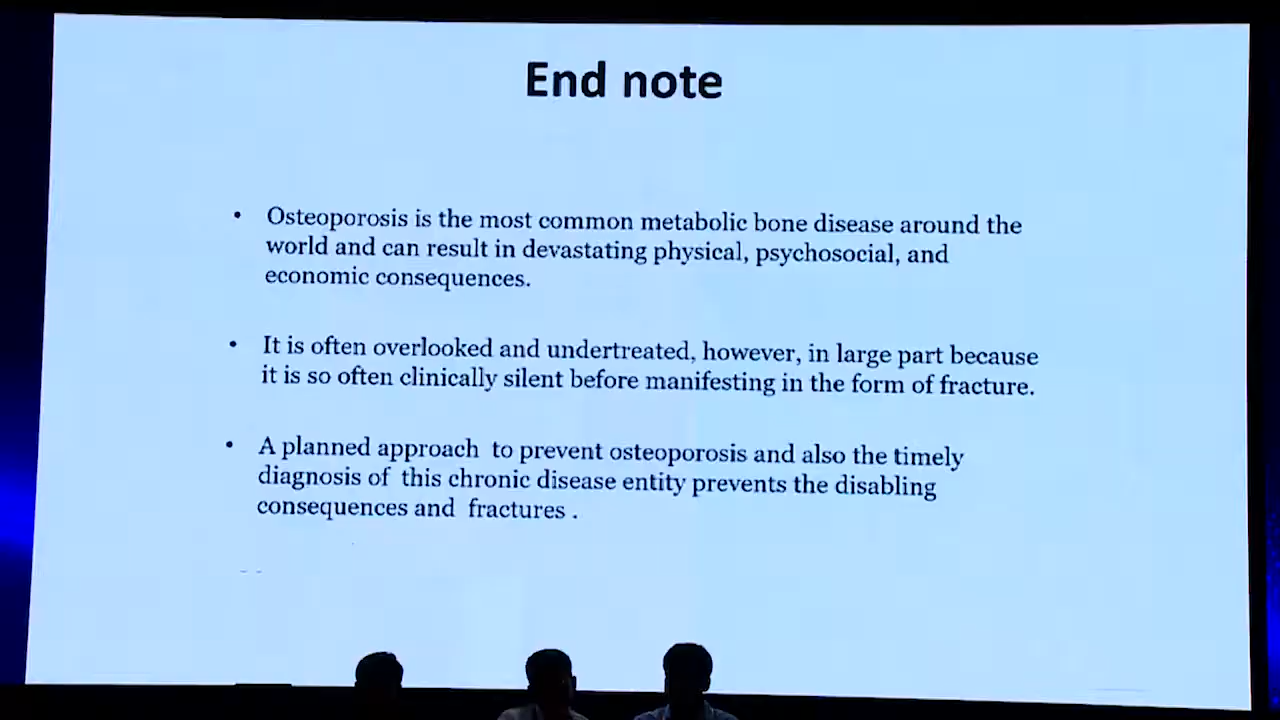 End note
• Osteoporosis is the most common metabolic bone disease around the
world and can result in devastating physical, psychosocial, and
economic consequences.
• It is often overlooked and undertreated, however, in large part because
it is so often clinically silent before manifesting in the form of fracture.
• A planned approach  to prevent osteoporosis and also the timely
diagnosis of  this chronic disease entity prevents the disabling
consequences and  fractures .